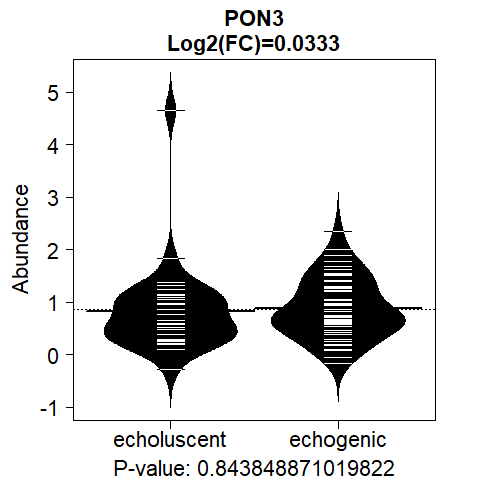 PON3
Log2(FC)=0.0333
Abundance
5
4
3
2
1
0
-1
echoluscent echogenic
P-value: 0.843848871019822